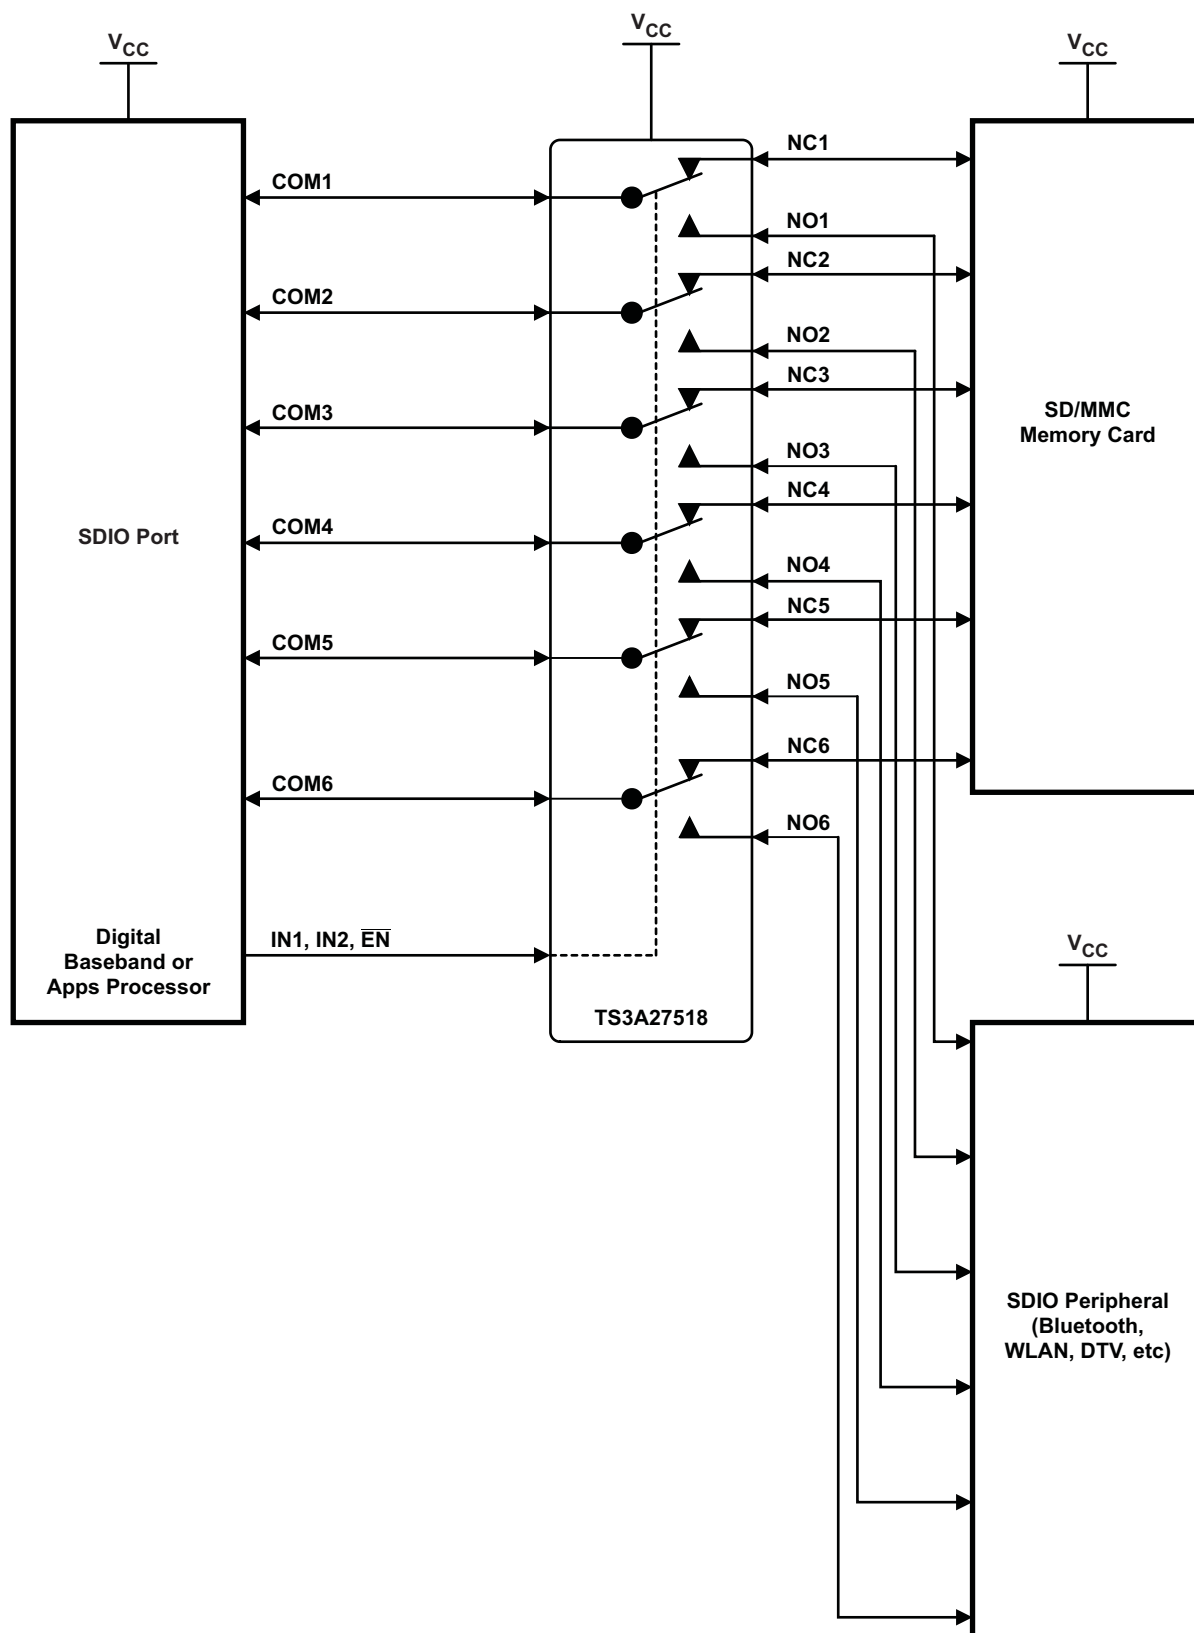 VCC
VCC
VCC
COM1
NC1
NO1
COM2
NC2
NO2
COM3
NC3
NO3
COM4
NC4
NO4
COM5
NC5
NO5
COM6
NC6
NO6
SDIO Port
SD/MMC
Memory Card
Digital
Baseband or
Apps Processor
IN1, IN2, E̅N̅
TS3A27518
VCC
SDIO Peripheral
(Bluetooth,
WLAN, DTV, etc)